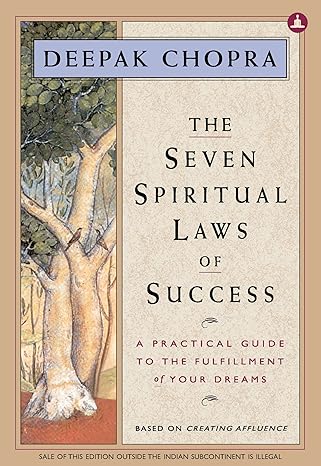 DEEPAK CHOPRA
THE
SEVEN
SPIRITUAL
LAWS
OF
SUCCESS
A PRACTICAL GUIDE
TO THE FULFILLMENT
of YOUR DREAMS
BASED ON CREATING AFFLUENCE
SALE OF THIS EDITION OUTSIDE THE INDIAN SUBCONTINENT IS ILLEGAL